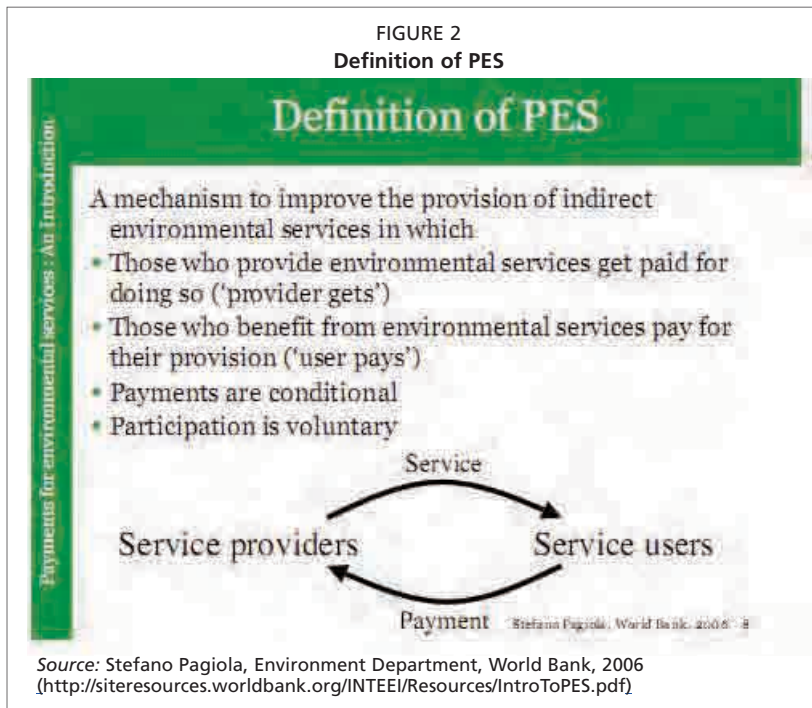 FIGURE 2
Definition of PES
Definition of PES
Payments for environmental services : An Introduction
A mechanism to improve the provision of indirect
environmental services in which
• Those who provide environmental services get paid for
doing so (‘provider gets’)
• Those who benefit from environmental services pay for
their provision (‘user pays’)
• Payments are conditional
• Participation is voluntary
Service
Service providers Service users
Payment Stefano Pagiola, World Bank, 2006 8
Source: Stefano Pagiola, Environment Department, World Bank, 2006
(http://siteresources.worldbank.org/INTEEI/Resources/IntroToPES.pdf)